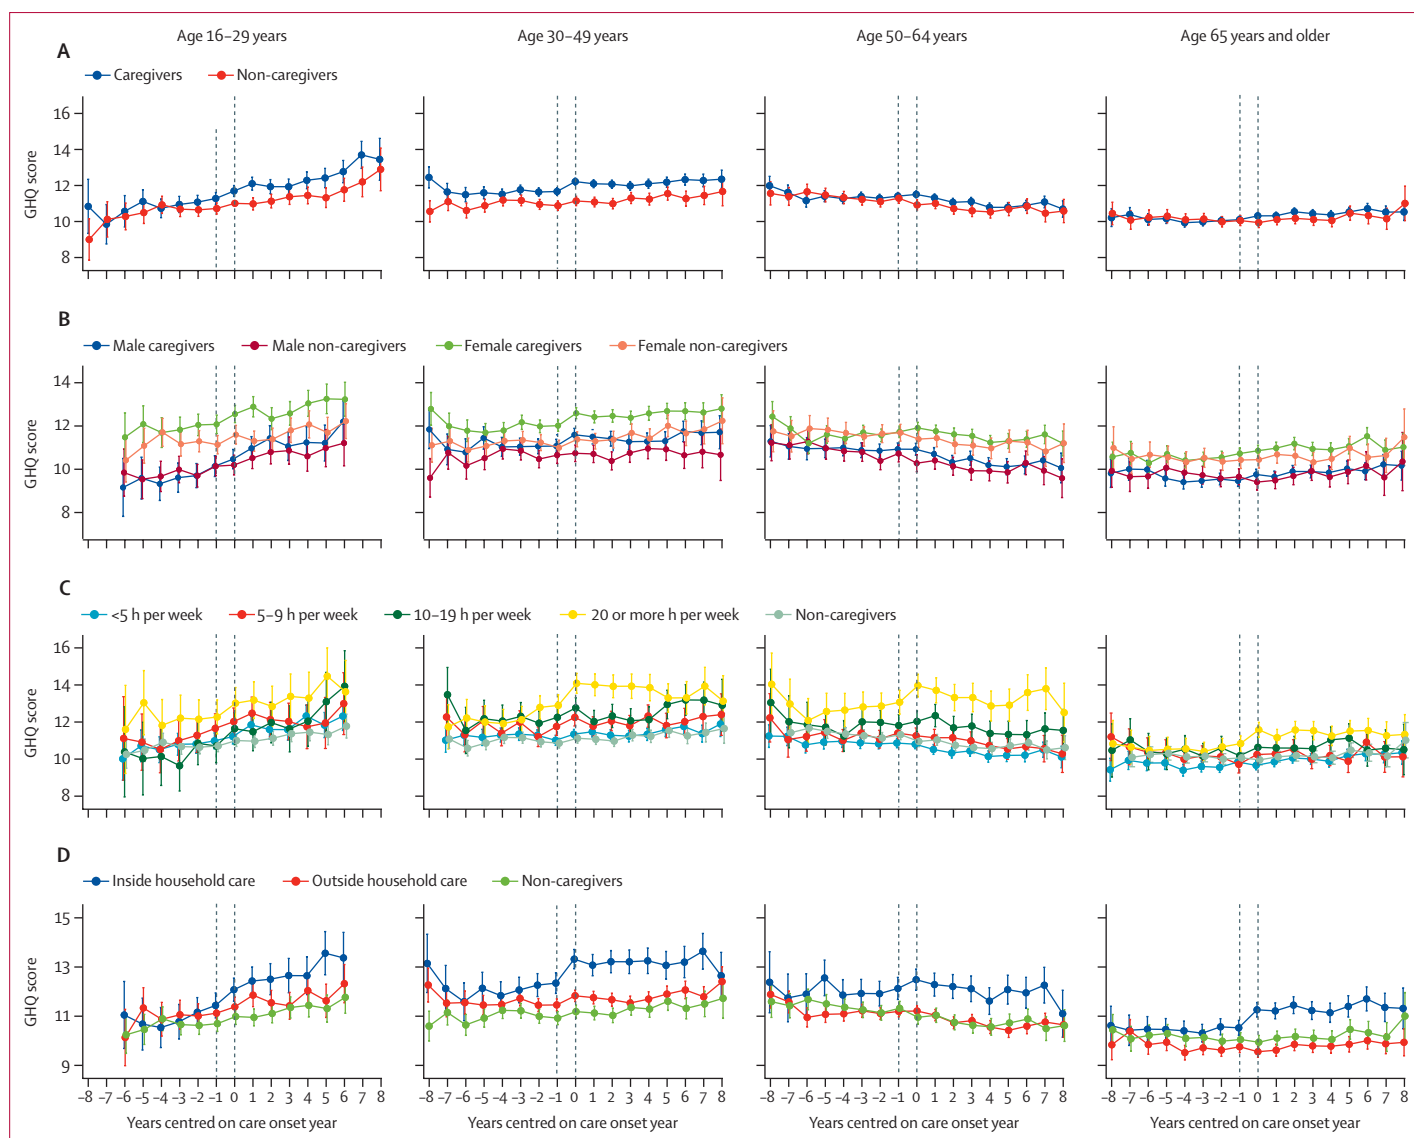 Age 16–29 years Age 30–49 years Age 50–64 years Age 65 years and older
A
Caregivers Non-caregivers
GHQ score
16
14
12
10
8
B
Male caregivers Male non-caregivers Female caregivers Female non-caregivers
GHQ score
14
12
10
8
C
<5 h per week 5–9 h per week 10–19 h per week 20 or more h per week Non-caregivers
GHQ score
16
14
12
10
8
D
Inside household care Outside household care Non-caregivers
GHQ score
15
13
11
9
–8 –7 –6 –5 –4 –3 –2 –1 0 1 2 3 4 5 6 7 8 –8 –7 –6 –5 –4 –3 –2 –1 0 1 2 3 4 5 6 7 8 –8 –7 –6 –5 –4 –3 –2 –1 0 1 2 3 4 5 6 7 8 –8 –7 –6 –5 –4 –3 –2 –1 0 1 2 3 4 5 6 7 8
Years centred on care onset year Years centred on care onset year Years centred on care onset year Years centred on care onset year